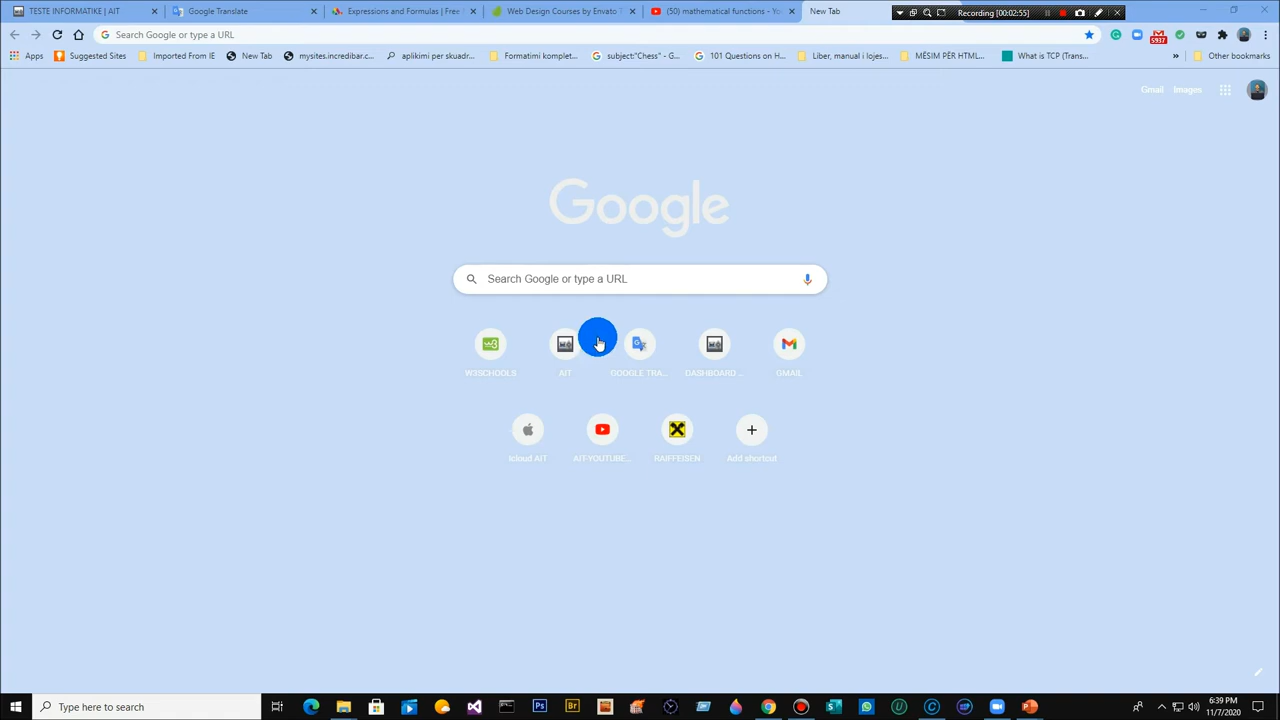 TESTE INFORMATIKE | AIT
Google Translate
Expressions and Formulas | Free
Web Design Courses by Envato T
(50) mathematical functions - Yo
New Tab
Recording [00:02:55]
Search Google or type a URL
5937
Apps
Suggested Sites
Imported From IE
New Tab
mysites.incredibar.c...
aplikimi per skuadr...
Formatimi komplet...
subject:"Chess" - G...
101 Questions on H...
Liber, manual i lojes...
MËSIM PËR HTML...
What is TCP (Trans...
»
Other bookmarks
Gmail
Images
Google
Search Google or type a URL
W3SCHOOLS
AIT
GOOGLE TRA...
DASHBOARD ...
GMAIL
Icloud AIT
AIT-YOUTUBE...
RAIFFEISEN
Add shortcut
Type here to search
6:39 PM
11/7/2020